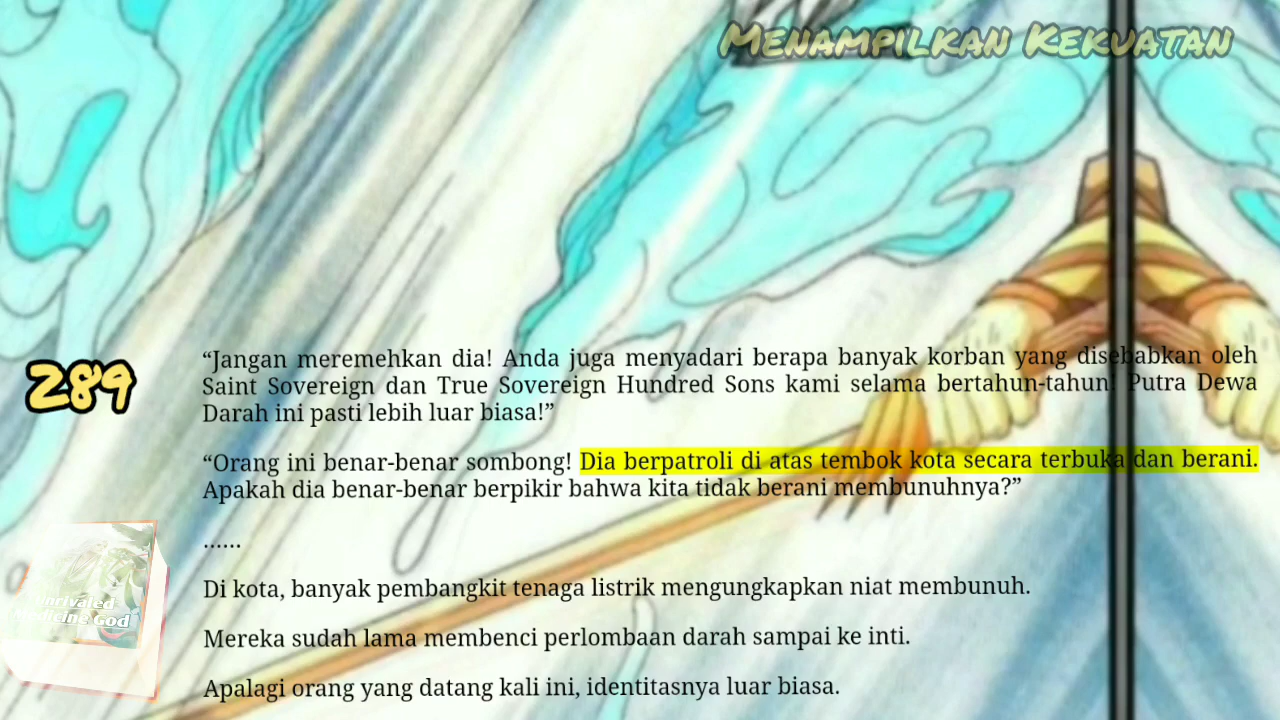 Menampilkan Kekuatan
“Jangan meremehkan dia! Anda juga menyadari berapa banyak korban yang disebabkan oleh
Saint Sovereign dan True Sovereign Hundred Sons kami selama bertahun-tahun! Putra Dewa
Darah ini pasti lebih luar biasa!”
289
“Orang ini benar-benar sombong! Dia berpatroli di atas tembok kota secara terbuka dan berani.
Apakah dia benar-benar berpikir bahwa kita tidak berani membunuhnya?”
……
Di kota, banyak pembangkit tenaga listrik mengungkapkan niat membunuh.
Unrivaled
Medicine God
Mereka sudah lama membenci perlombaan darah sampai ke inti.
Apalagi orang yang datang kali ini, identitasnya luar biasa.